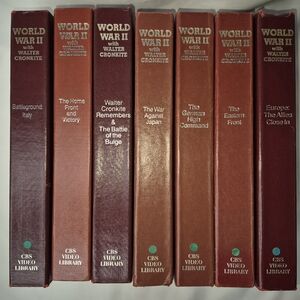 WORLD
WAR II
with
WALTER
CRONKITE
Battleground
Italy
CBS
VIDEO
LIBRARY
WORLD
WAR II
with
WALTER
CRONKITE
The Home
Front
and
Victory
CBS
VIDEO
LIBRARY
WORLD
WAR II
with
WALTER
CRONKITE
Walter
Cronkite
Remembers
& The Battle
of the
Bulge
CBS
VIDEO
LIBRARY
WORLD
WAR II
with
WALTER
CRONKITE
The War
Against
Japan
CBS
VIDEO
LIBRARY
WORLD
WAR II
with
WALTER
CRONKITE
The
German
High
Command
CBS
VIDEO
LIBRARY
WORLD
WAR II
with
WALTER
CRONKITE
The
Eastern
Front
CBS
VIDEO
LIBRARY
WORLD
WAR II
with
WALTER
CRONKITE
Europe:
The Allies
Close In
CBS
VIDEO
LIBRARY